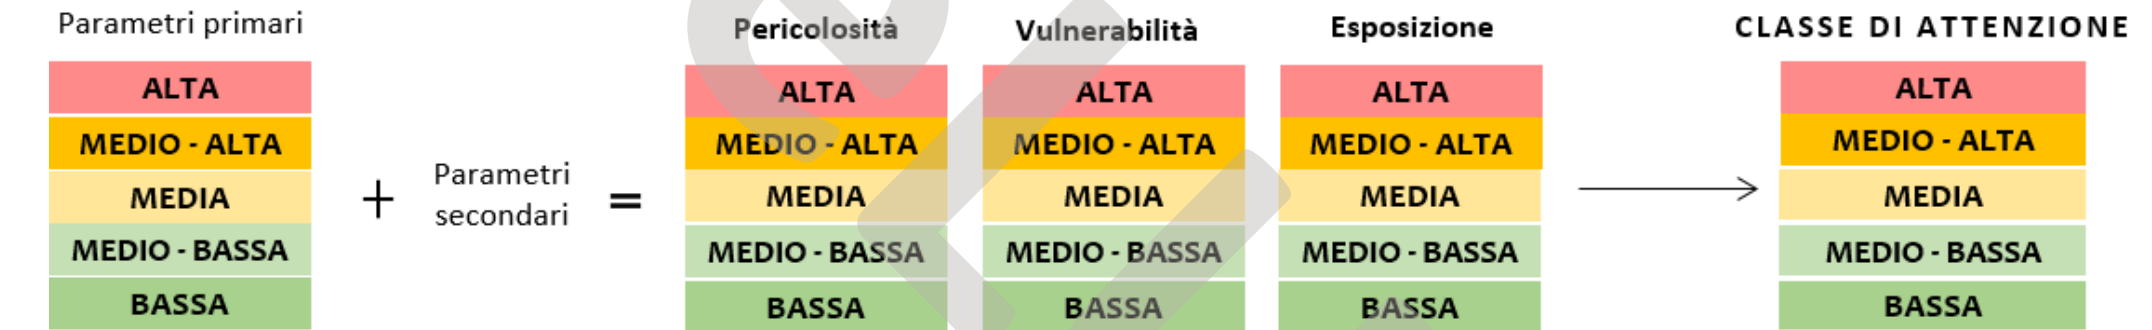 Parametri primari
ALTA
MEDIO - ALTA
MEDIA
MEDIO - BASSA
BASSA
+
Parametri
secondari
=
Pericolosità
ALTA
MEDIO - ALTA
MEDIA
MEDIO - BASSA
BASSA
Vulnerabilità
ALTA
MEDIO - ALTA
MEDIA
MEDIO - BASSA
BASSA
Esposizione
ALTA
MEDIO - ALTA
MEDIA
MEDIO - BASSA
BASSA
CLASSE DI ATTENZIONE
ALTA
MEDIO - ALTA
MEDIA
MEDIO - BASSA
BASSA